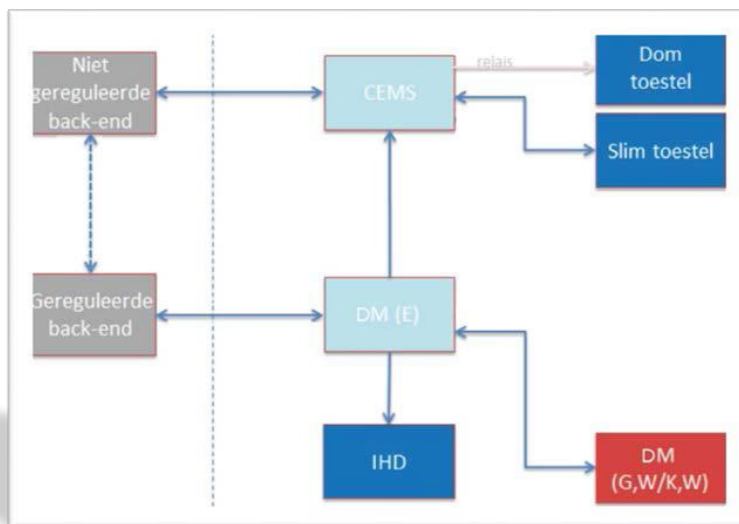 Niet
gereguleerde
back-end
CEMS
relais
Dom
toestel
Slim toestel
Gereguleerde
back-end
DM (E)
IHD
DM
(G,W/K,W)